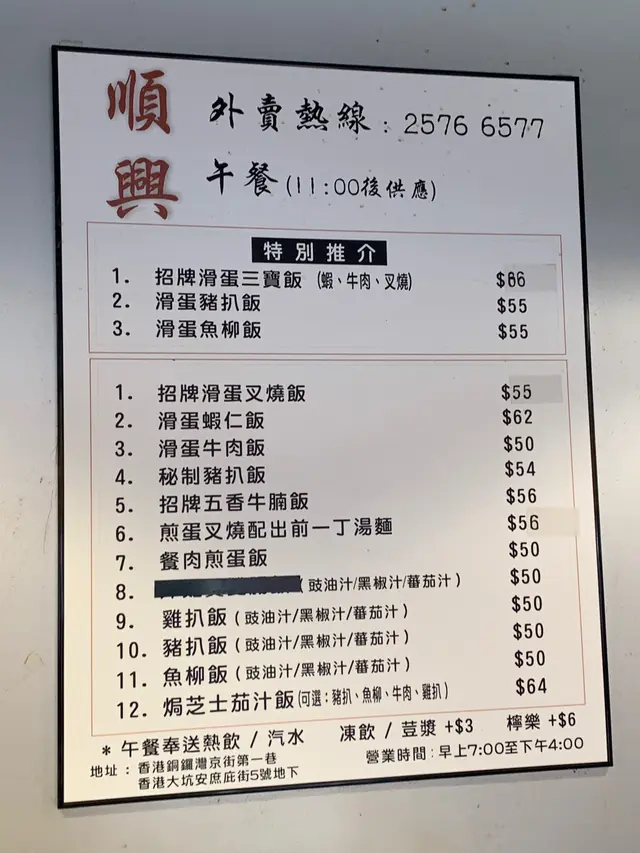 順興
外賣熱線：2576 6577
午餐(11:00後供應)
特別推介
1. 招牌滑蛋三寶飯 (蝦、牛肉、叉燒) $86
2. 滑蛋豬扒飯 $55
3. 滑蛋魚柳飯 $55
1. 招牌滑蛋叉燒飯 $55
2. 滑蛋蝦仁飯 $62
3. 滑蛋牛肉飯 $50
4. 秘制豬扒飯 $54
5. 招牌五香牛腩飯 $56
6. 煎蛋叉燒配出前一丁湯麵 $56
7. 餐肉煎蛋飯 $50
8. (豉油汁/黑椒汁/蕃茄汁) $50
9. 雞扒飯(豉油汁/黑椒汁/蕃茄汁) $50
10. 豬扒飯(豉油汁/黑椒汁/蕃茄汁) $50
11. 魚柳飯(豉油汁/黑椒汁/蕃茄汁) $50
12. 焗芝士茄汁飯(可選：豬扒、魚柳、牛肉、雞扒) $64
* 午餐奉送熱飲 / 汽水 凍飲 / 荳漿 +$3 檸樂 +$6
地址：香港銅鑼灣京街第一巷
香港大坑安庶庇街5號地下
營業時間：早上7:00至下午4:00